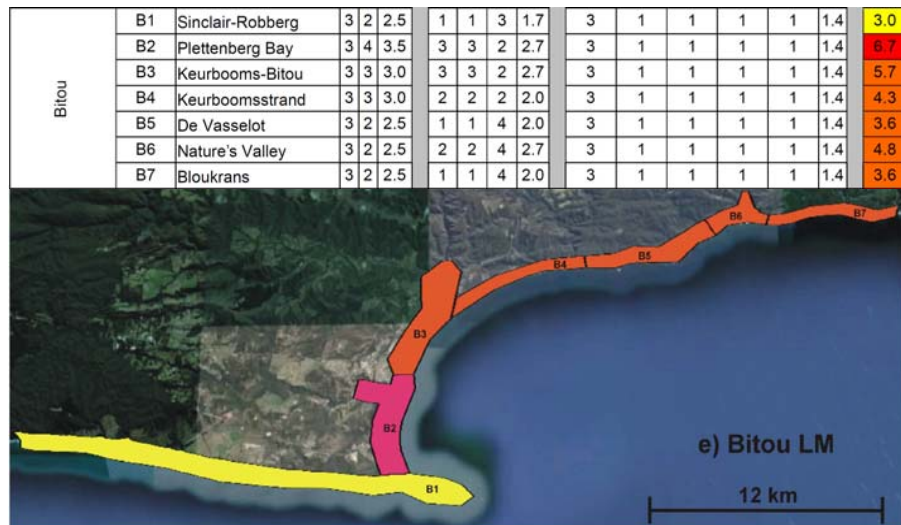 Bitou
B1 Sinclair-Robberg 3 2 2.5 1 1 3 1.7 3 1 1 1 1 1.4 3.0
B2 Plettenberg Bay 3 4 3.5 3 3 2 2.7 3 1 1 1 1 1.4 6.7
B3 Keurbooms-Bitou 3 3 3.0 3 3 2 2.7 3 1 1 1 1 1.4 5.7
B4 Keurboomsstrand 3 3 3.0 2 2 2 2.0 3 1 1 1 1 1.4 4.3
B5 De Vasselot 3 2 2.5 1 1 4 2.0 3 1 1 1 1 1.4 3.6
B6 Nature's Valley 3 2 2.5 2 2 4 2.7 3 1 1 1 1 1.4 4.8
B7 Bloukrans 3 2 2.5 1 1 4 2.0 3 1 1 1 1 1.4 3.6
B6
B7
B5
B4
B3
B2
e) Bitou LM
B1
12 km